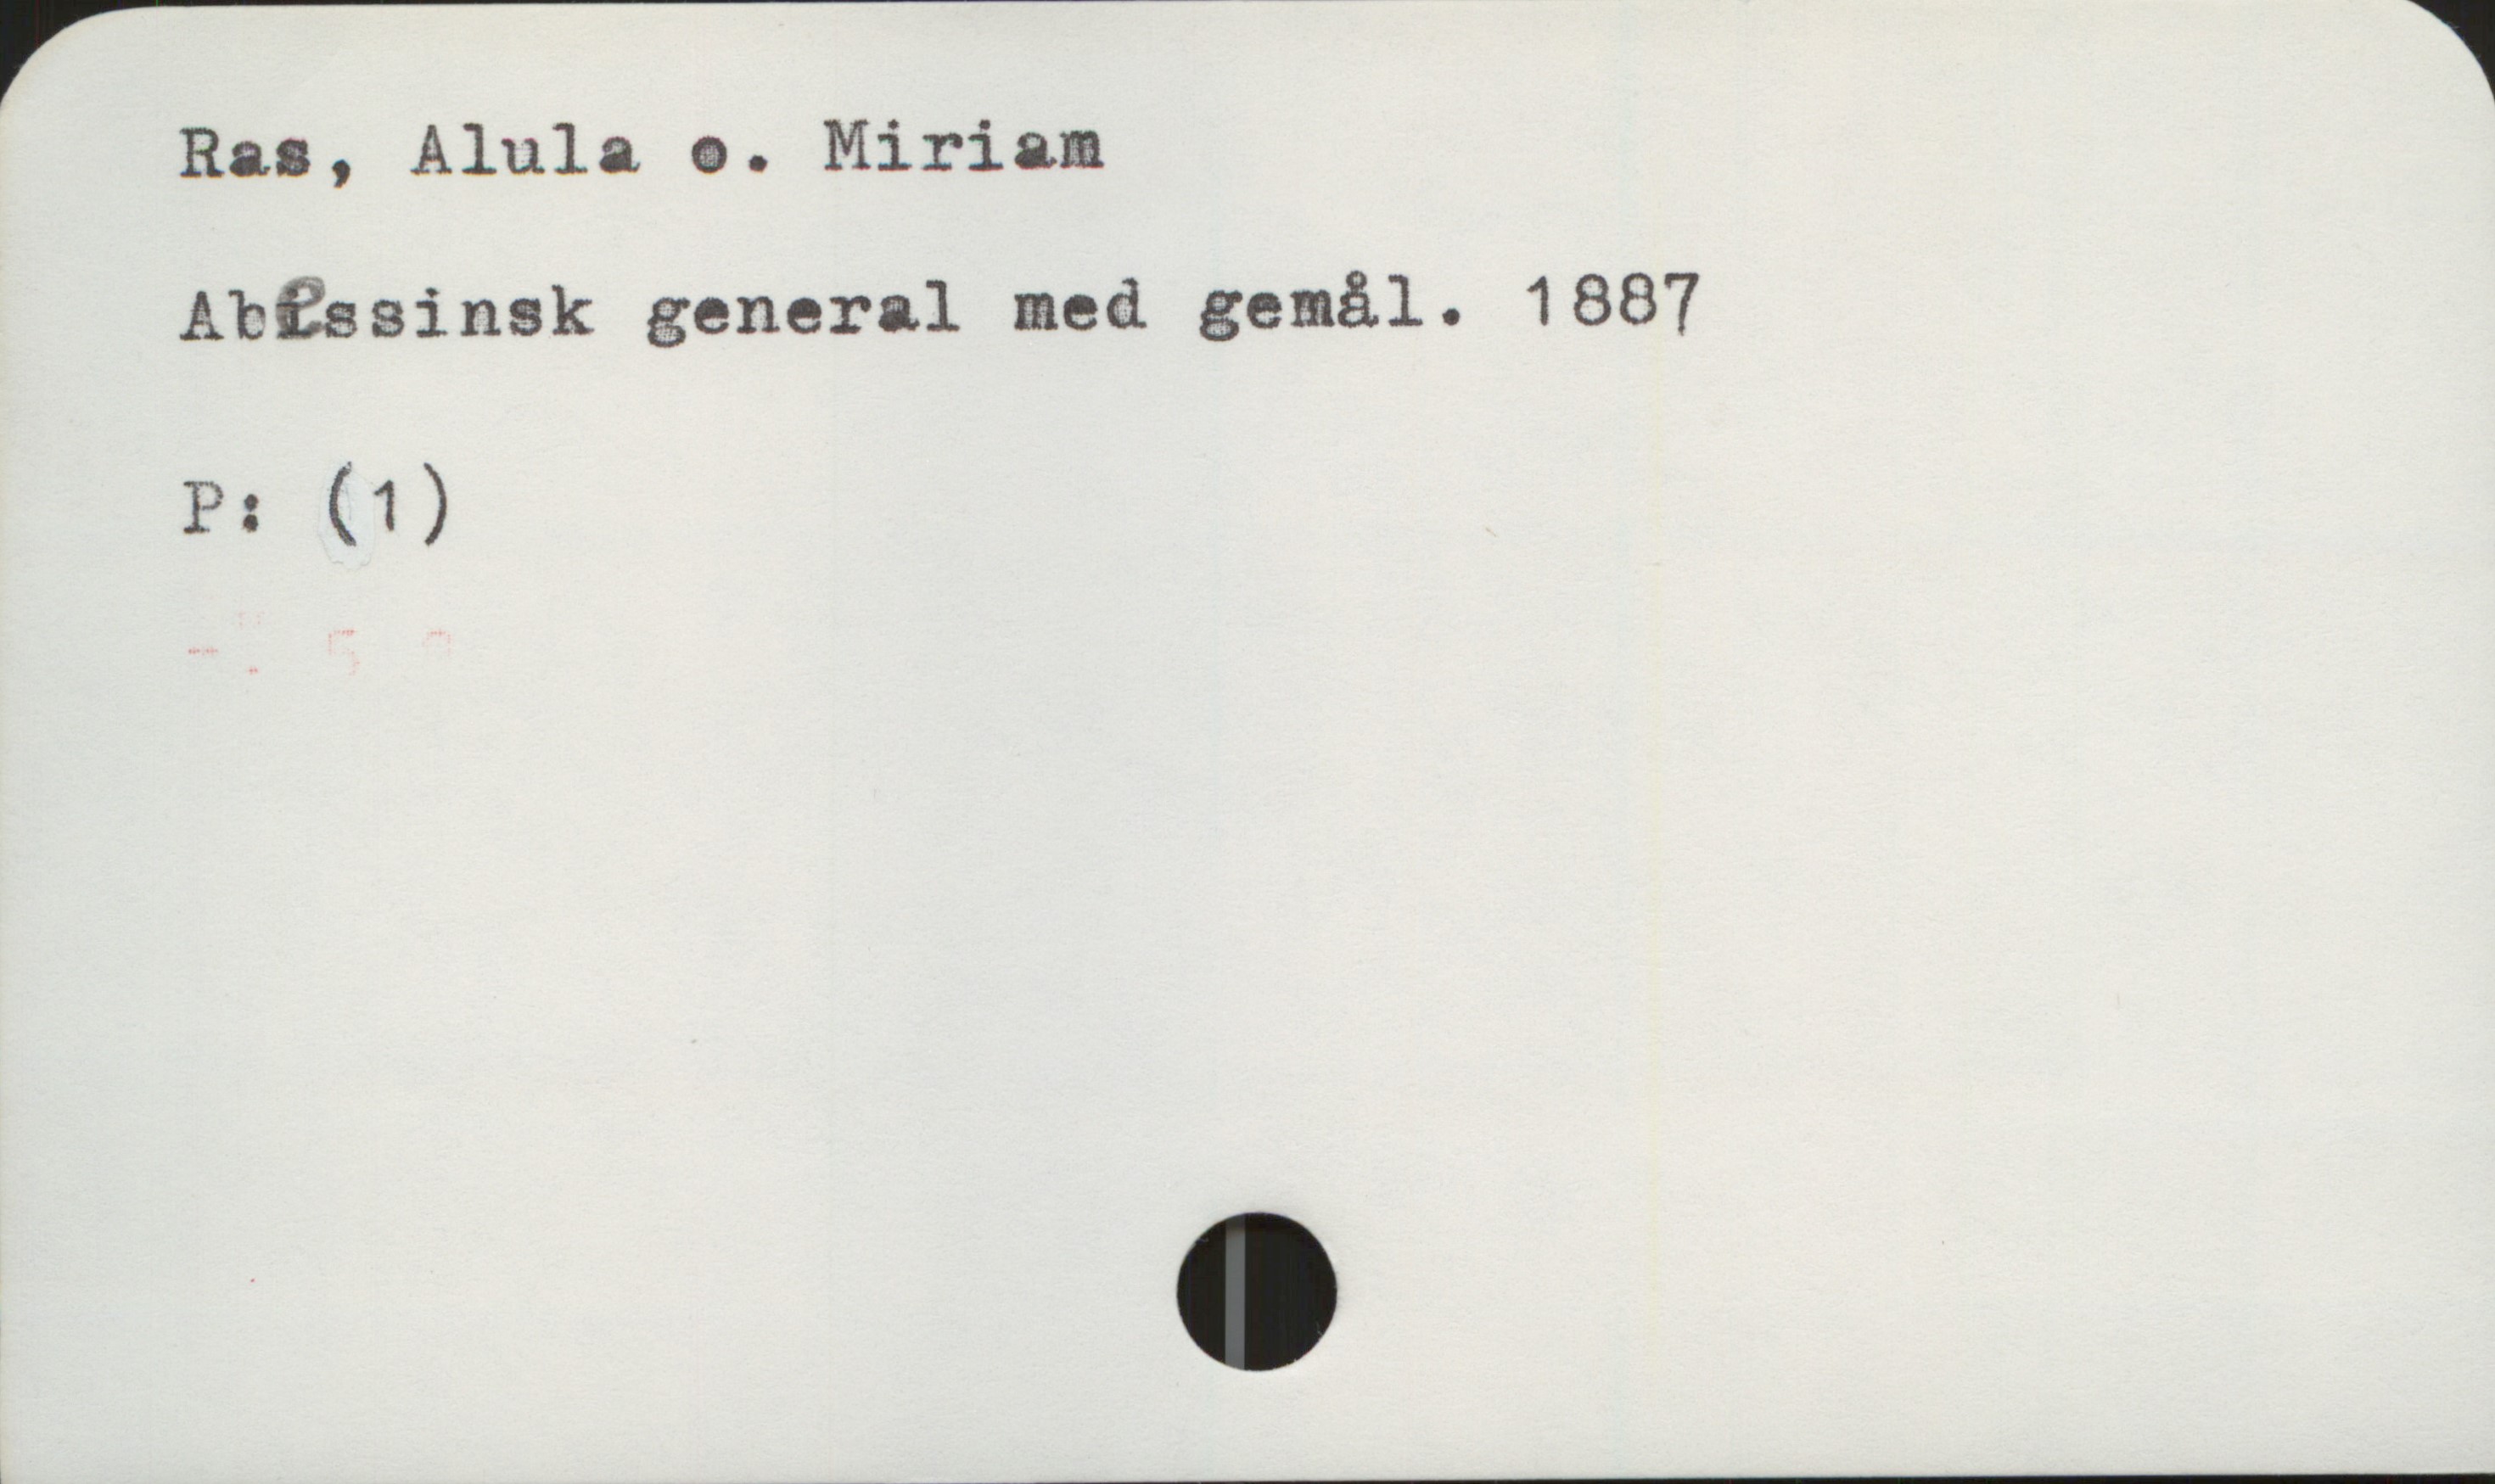 Ras, Alula o. Miriam
Abessinsk general med gemål. 1887
P: (1)